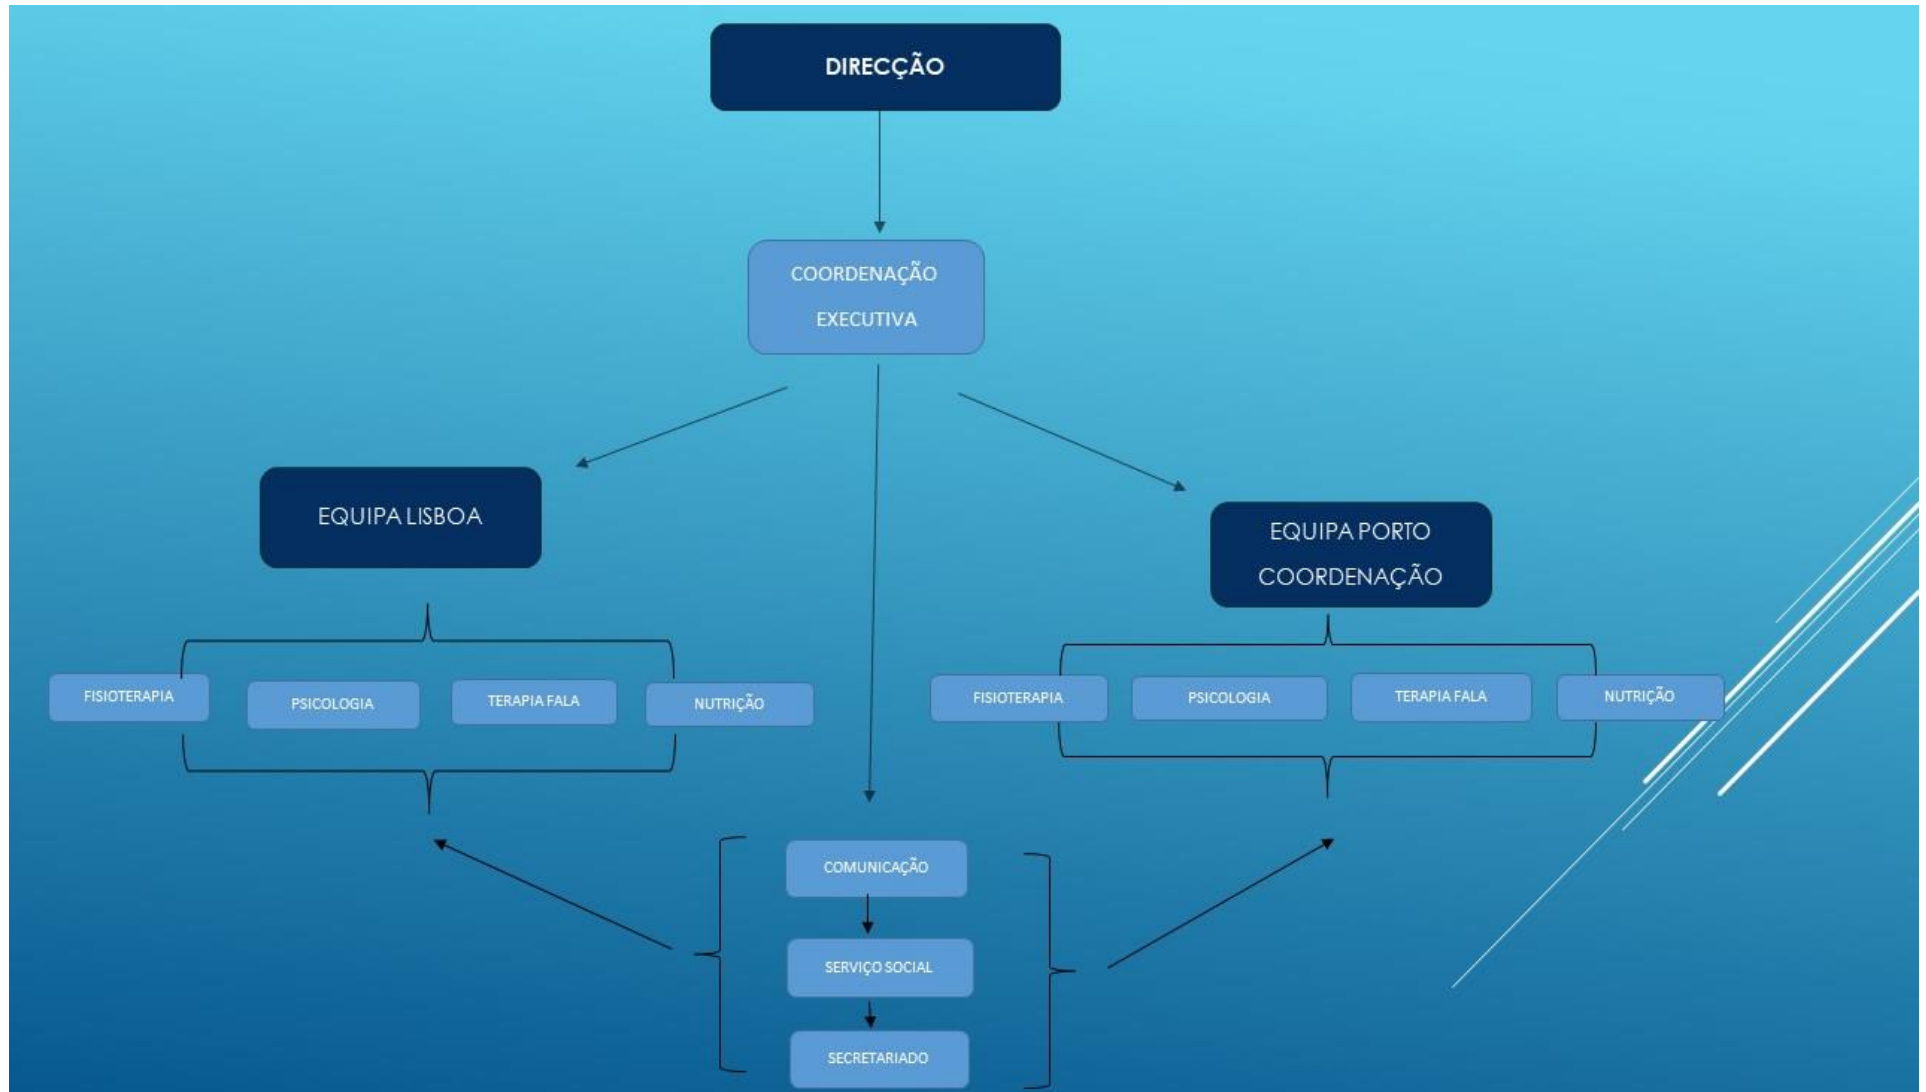 DIRECÇÃO
COORDENAÇÃO
EXECUTIVA
EQUIPA LISBOA
EQUIPA PORTO
COORDENAÇÃO
FISIOTERAPIA
PSICOLOGIA
TERAPIA FALA
NUTRIÇÃO
FISIOTERAPIA
PSICOLOGIA
TERAPIA FALA
NUTRIÇÃO
COMUNICAÇÃO
SERVIÇO SOCIAL
SECRETARIADO